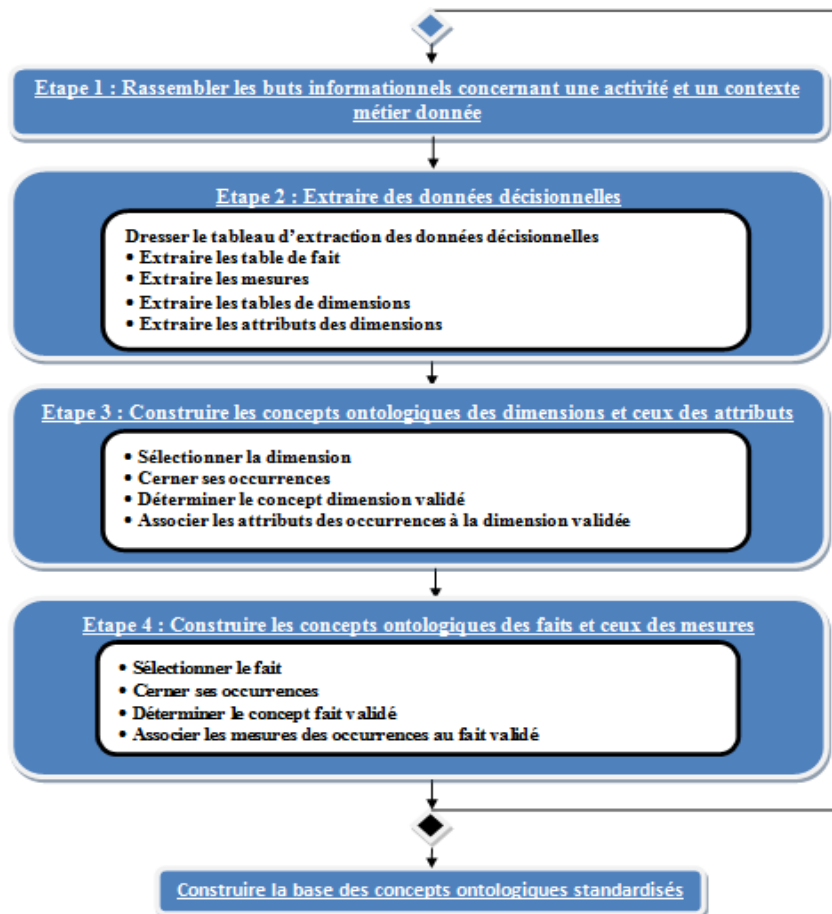 Etape 1 : Rassembler les buts informationnels concernant une activité et un contexte
métier donnée
Etape 2 : Extraire des données décisionnelles
Dresser le tableau d'extraction des données décisionnelles
• Extraire les table de fait
• Extraire les mesures
• Extraire les tables de dimensions
• Extraire les attributs des dimensions
Etape 3 : Construire les concepts ontologiques des dimensions et ceux des attributs
• Sélectionner la dimension
• Cerner ses occurrences
• Déterminer le concept dimension validé
• Associer les attributs des occurrences à la dimension validée
Etape 4 : Construire les concepts ontologiques des faits et ceux des mesures
• Sélectionner le fait
• Cerner ses occurrences
• Déterminer le concept fait validé
• Associer les mesures des occurrences au fait validé
Construire la base des concepts ontologiques standardisés